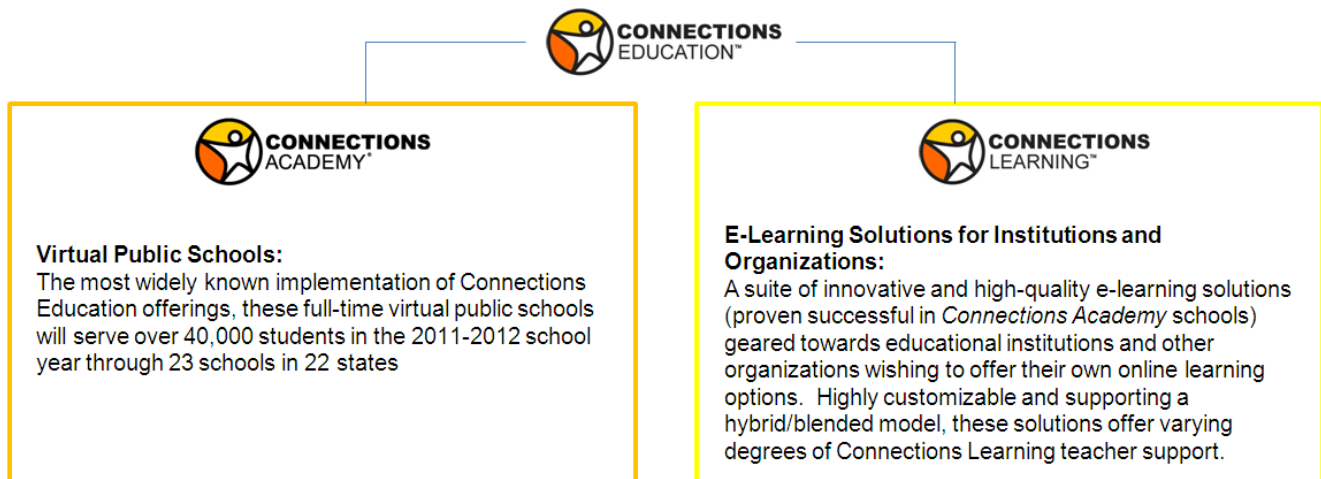 CONNECTIONS
EDUCATION™
CONNECTIONS
ACADEMY®
Virtual Public Schools:
The most widely known implementation of Connections
Education offerings, these full-time virtual public schools
will serve over 40,000 students in the 2011-2012 school
year through 23 schools in 22 states
CONNECTIONS
LEARNING™
E-Learning Solutions for Institutions and
Organizations:
A suite of innovative and high-quality e-learning solutions
(proven successful in Connections Academy schools)
geared towards educational institutions and other
organizations wishing to offer their own online learning
options.  Highly customizable and supporting a
hybrid/blended model, these solutions offer varying
degrees of Connections Learning teacher support.